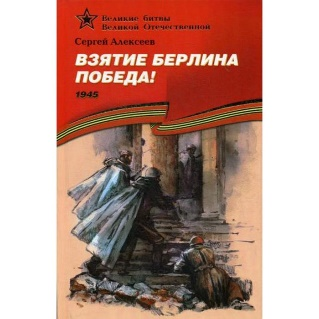 Великие битвы
Великой Отечественной
Сергей Алексеев
ВЗЯТИЕ БЕРЛИНА
ПОБЕДА!
1945